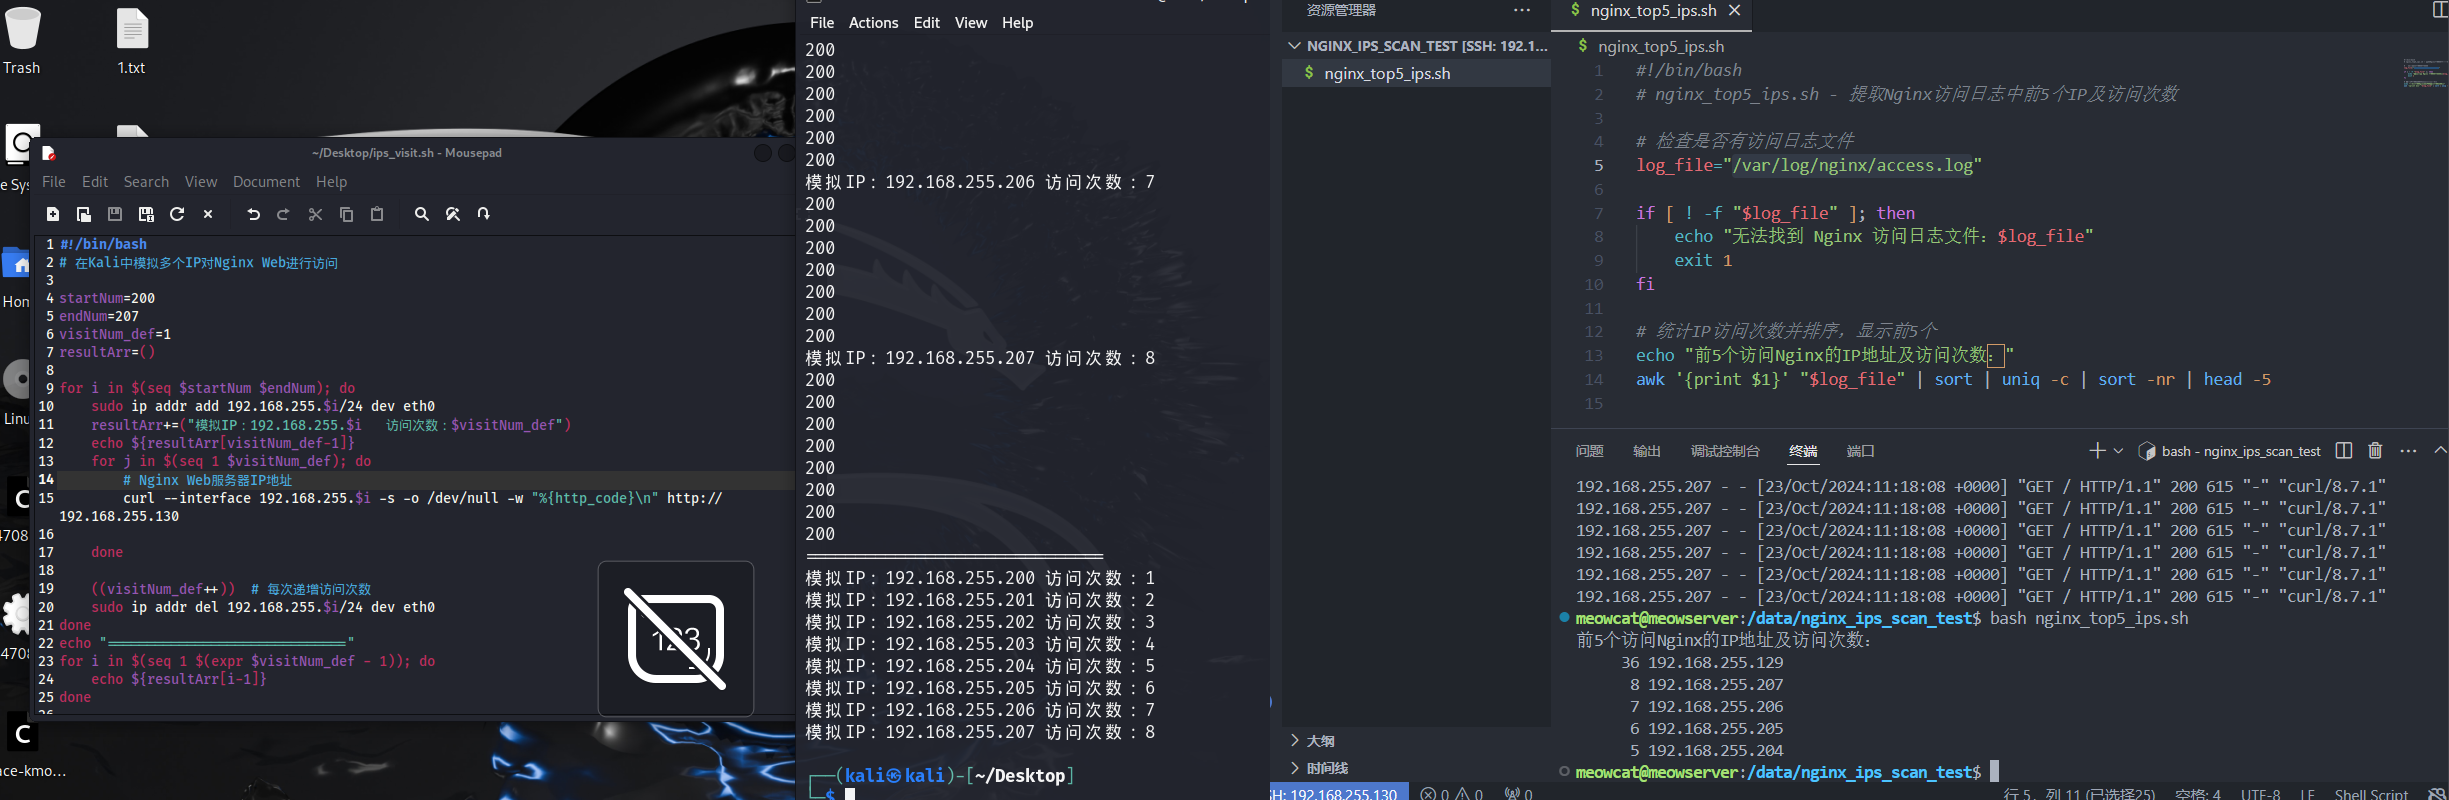 Trash
1.txt
e Sys
Hom
Linu
4708
4708
ace-kmo...
~/Desktop/ips_visit.sh - Mousepad
File Edit Search View Document Help
1 #!/bin/bash
2 # 在Kali中模拟多个IP对Nginx Web进行访问
3
4 startNum=200
5 endNum=207
6 visitNum_def=1
7 resultArr=()
8
9 for i in $(seq $startNum $endNum); do
10 sudo ip addr add 192.168.255.$i/24 dev eth0
11 resultArr+=("模拟IP：192.168.255.$i 访问次数：$visitNum_def")
12 echo ${resultArr[visitNum_def-1]}
13 for j in $(seq 1 $visitNum_def); do
14 # Nginx Web服务器IP地址
15 curl --interface 192.168.255.$i -s -o /dev/null -w "%{http_code}\n" http://
192.168.255.130
16
17 done
18
19 ((visitNum_def++)) # 每次递增访问次数
20 sudo ip addr del 192.168.255.$i/24 dev eth0
21 done
22 echo "=============================="
23 for i in $(seq 1 $(expr $visitNum_def - 1)); do
24 echo ${resultArr[i-1]}
25 done
123
File Actions Edit View Help
200
200
200
200
200
200
模拟IP：192.168.255.206 访问次数：7
200
200
200
200
200
200
200
模拟IP：192.168.255.207 访问次数：8
200
200
200
200
200
200
200
200
==============================
模拟IP：192.168.255.200 访问次数：1
模拟IP：192.168.255.201 访问次数：2
模拟IP：192.168.255.202 访问次数：3
模拟IP：192.168.255.203 访问次数：4
模拟IP：192.168.255.204 访问次数：5
模拟IP：192.168.255.205 访问次数：6
模拟IP：192.168.255.206 访问次数：7
模拟IP：192.168.255.207 访问次数：8
(kali㉿kali)-[~/Desktop]
$
资源管理器 ···
NGINX_IPS_SCAN_TEST [SSH: 192.1...
$ nginx_top5_ips.sh
大纲
时间线
$ nginx_top5_ips.sh
$ nginx_top5_ips.sh
1 #!/bin/bash
2 # nginx_top5_ips.sh - 提取Nginx访问日志中前5个IP及访问次数
3
4 # 检查是否有访问日志文件
5 log_file="/var/log/nginx/access.log"
6
7 if [ ! -f "$log_file" ]; then
8 echo "无法找到 Nginx 访问日志文件：$log_file"
9 exit 1
10 fi
11
12 # 统计IP访问次数并排序，显示前5个
13 echo "前5个访问Nginx的IP地址及访问次数："
14 awk '{print $1}' "$log_file" | sort | uniq -c | sort -nr | head -5
15
问题 输出 调试控制台 终端 端口 bash - nginx_ips_scan_test
192.168.255.207 - - [23/Oct/2024:11:18:08 +0000] "GET / HTTP/1.1" 200 615 "-" "curl/8.7.1"
192.168.255.207 - - [23/Oct/2024:11:18:08 +0000] "GET / HTTP/1.1" 200 615 "-" "curl/8.7.1"
192.168.255.207 - - [23/Oct/2024:11:18:08 +0000] "GET / HTTP/1.1" 200 615 "-" "curl/8.7.1"
192.168.255.207 - - [23/Oct/2024:11:18:08 +0000] "GET / HTTP/1.1" 200 615 "-" "curl/8.7.1"
192.168.255.207 - - [23/Oct/2024:11:18:08 +0000] "GET / HTTP/1.1" 200 615 "-" "curl/8.7.1"
192.168.255.207 - - [23/Oct/2024:11:18:08 +0000] "GET / HTTP/1.1" 200 615 "-" "curl/8.7.1"
meowcat@meowserver:/data/nginx_ips_scan_test$ bash nginx_top5_ips.sh
前5个访问Nginx的IP地址及访问次数：
36 192.168.255.129
8 192.168.255.207
7 192.168.255.206
6 192.168.255.205
5 192.168.255.204
meowcat@meowserver:/data/nginx_ips_scan_test$
SH: 192.168.255.130 0 0 0 行 5，列 11 (已选择25) 空格: 4 UTF-8 LF Shell Script